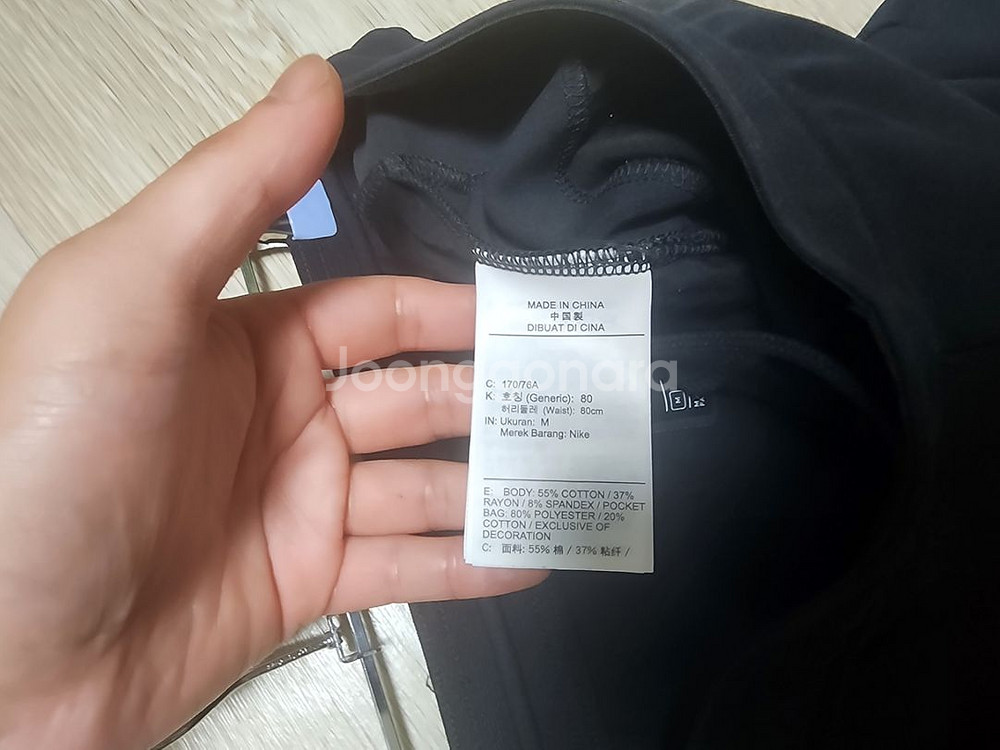 MADE IN CHINA
中国製
DIBUAT DI CINA
Joonggonara
C: 170/76A
K: 호칭 (Generic): 80
허리둘레 (Waist): 80cm
IN: Ukuran: M
Merek Barang: Nike
M
E: BODY: 55% COTTON / 37%
RAYON / 8% SPANDEX / POCKET
BAG: 80% POLYESTER / 20%
COTTON / EXCLUSIVE OF
DECORATION
C: 面料: 55% 棉 / 37% 粘纤 /